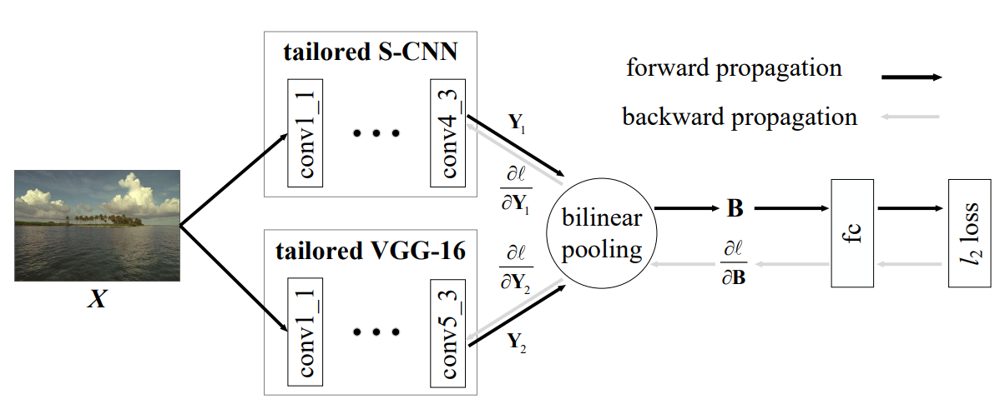 tailored S-CNN
conv1_1
conv4_3
X
tailored VGG-16
conv1_1
conv5_3
Y₁
∂ℓ
∂Y₁
∂ℓ
∂Y₂
Y₂
bilinear
pooling
forward propagation
backward propagation
B
∂ℓ
∂B
fc
l₂ loss